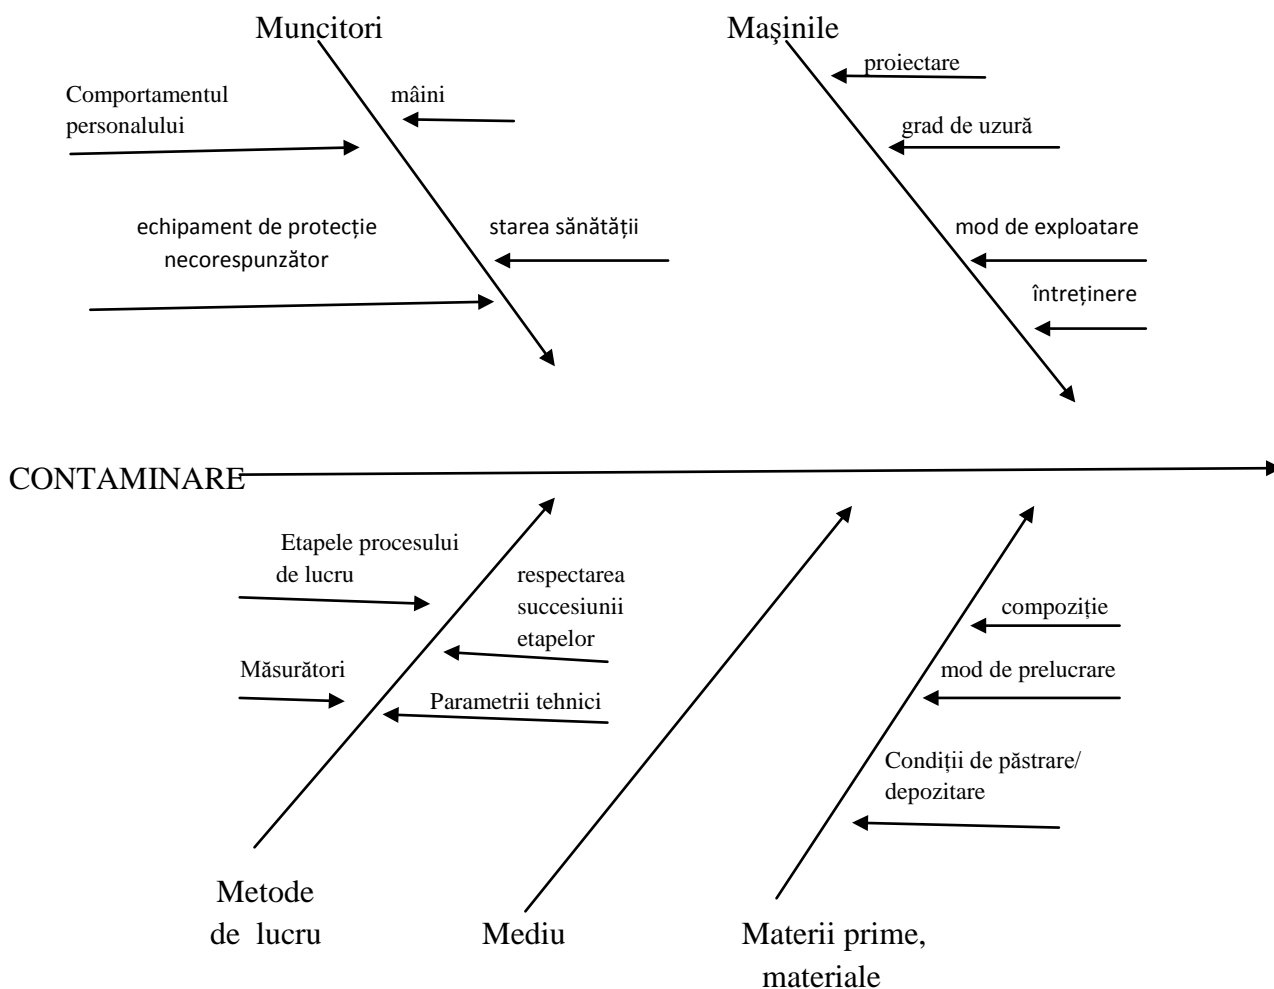 Muncitori
Maşinile
proiectare
Comportamentul
personalului
mâini
grad de uzură
echipament de protecție
necorespunzător
starea sănătății
mod de exploatare
întreținere
CONTAMINARE
Etapele procesului
de lucru
respectarea
succesiunii
etapelor
compoziție
Măsurători
mod de prelucrare
Parametrii tehnici
Condiții de păstrare/
depozitare
Metode
de lucru
Mediu
Materii prime,
materiale